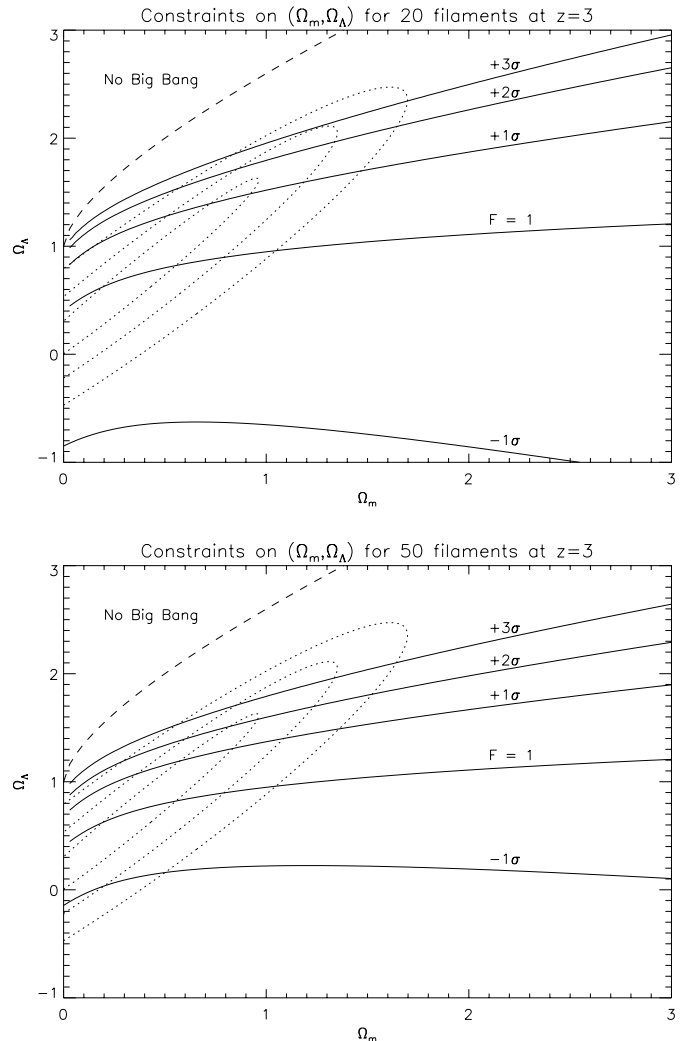 Constraints on (Ωm,ΩΛ) for 20 filaments at z=3
3
No Big Bang
+3σ
+2σ
2
+1σ
F = 1
1
ΩΛ
0
−1σ
−1
0 1 2 3
Ωm
Constraints on (Ωm,ΩΛ) for 50 filaments at z=3
3
No Big Bang
+3σ
+2σ
2
+1σ
F = 1
1
ΩΛ
−1σ
0
−1
0 1 2 3
Ωm